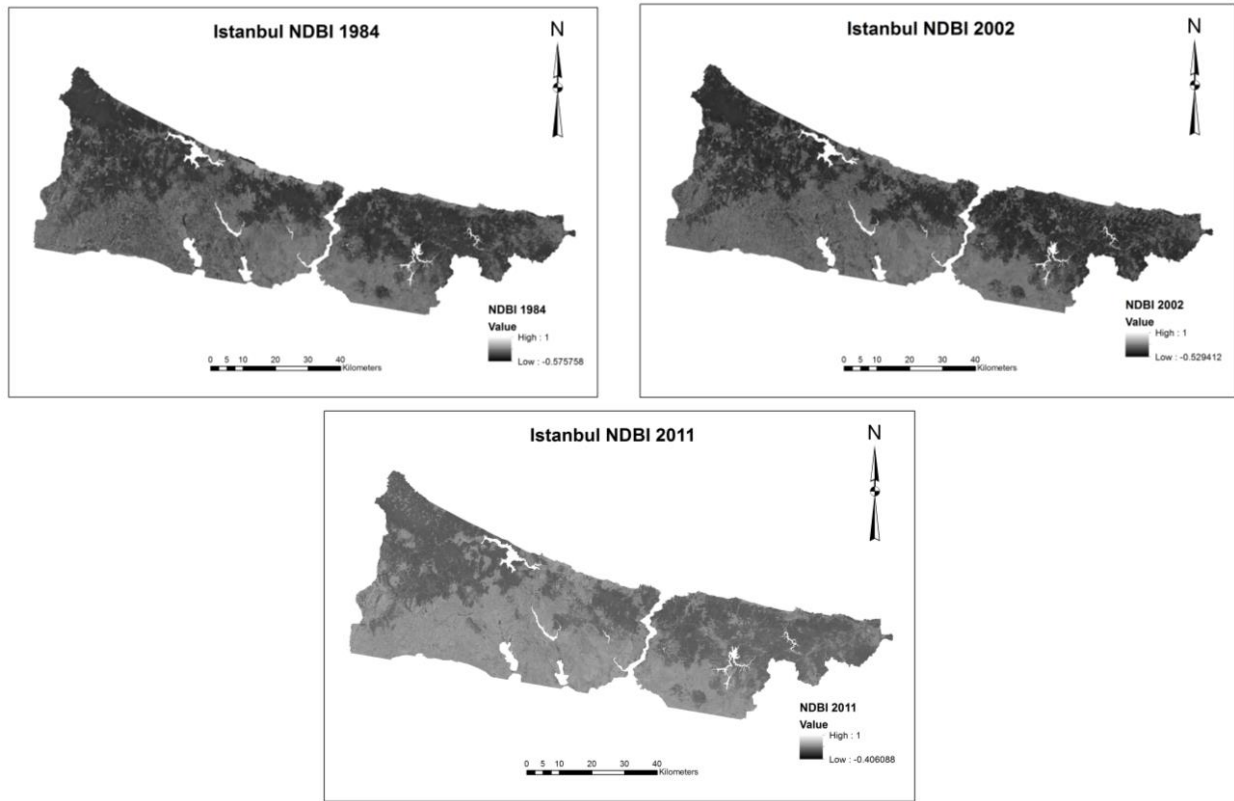 Istanbul NDBI 1984
N
NDBI 1984
Value
High : 1
Low : -0.575758
0 5 10 20 30 40
Kilometers
Istanbul NDBI 2002
N
NDBI 2002
Value
High : 1
Low : -0.529412
0 5 10 20 30 40
Kilometers
Istanbul NDBI 2011
N
NDBI 2011
Value
High : 1
Low : -0.406088
0 5 10 20 30 40
Kilometers